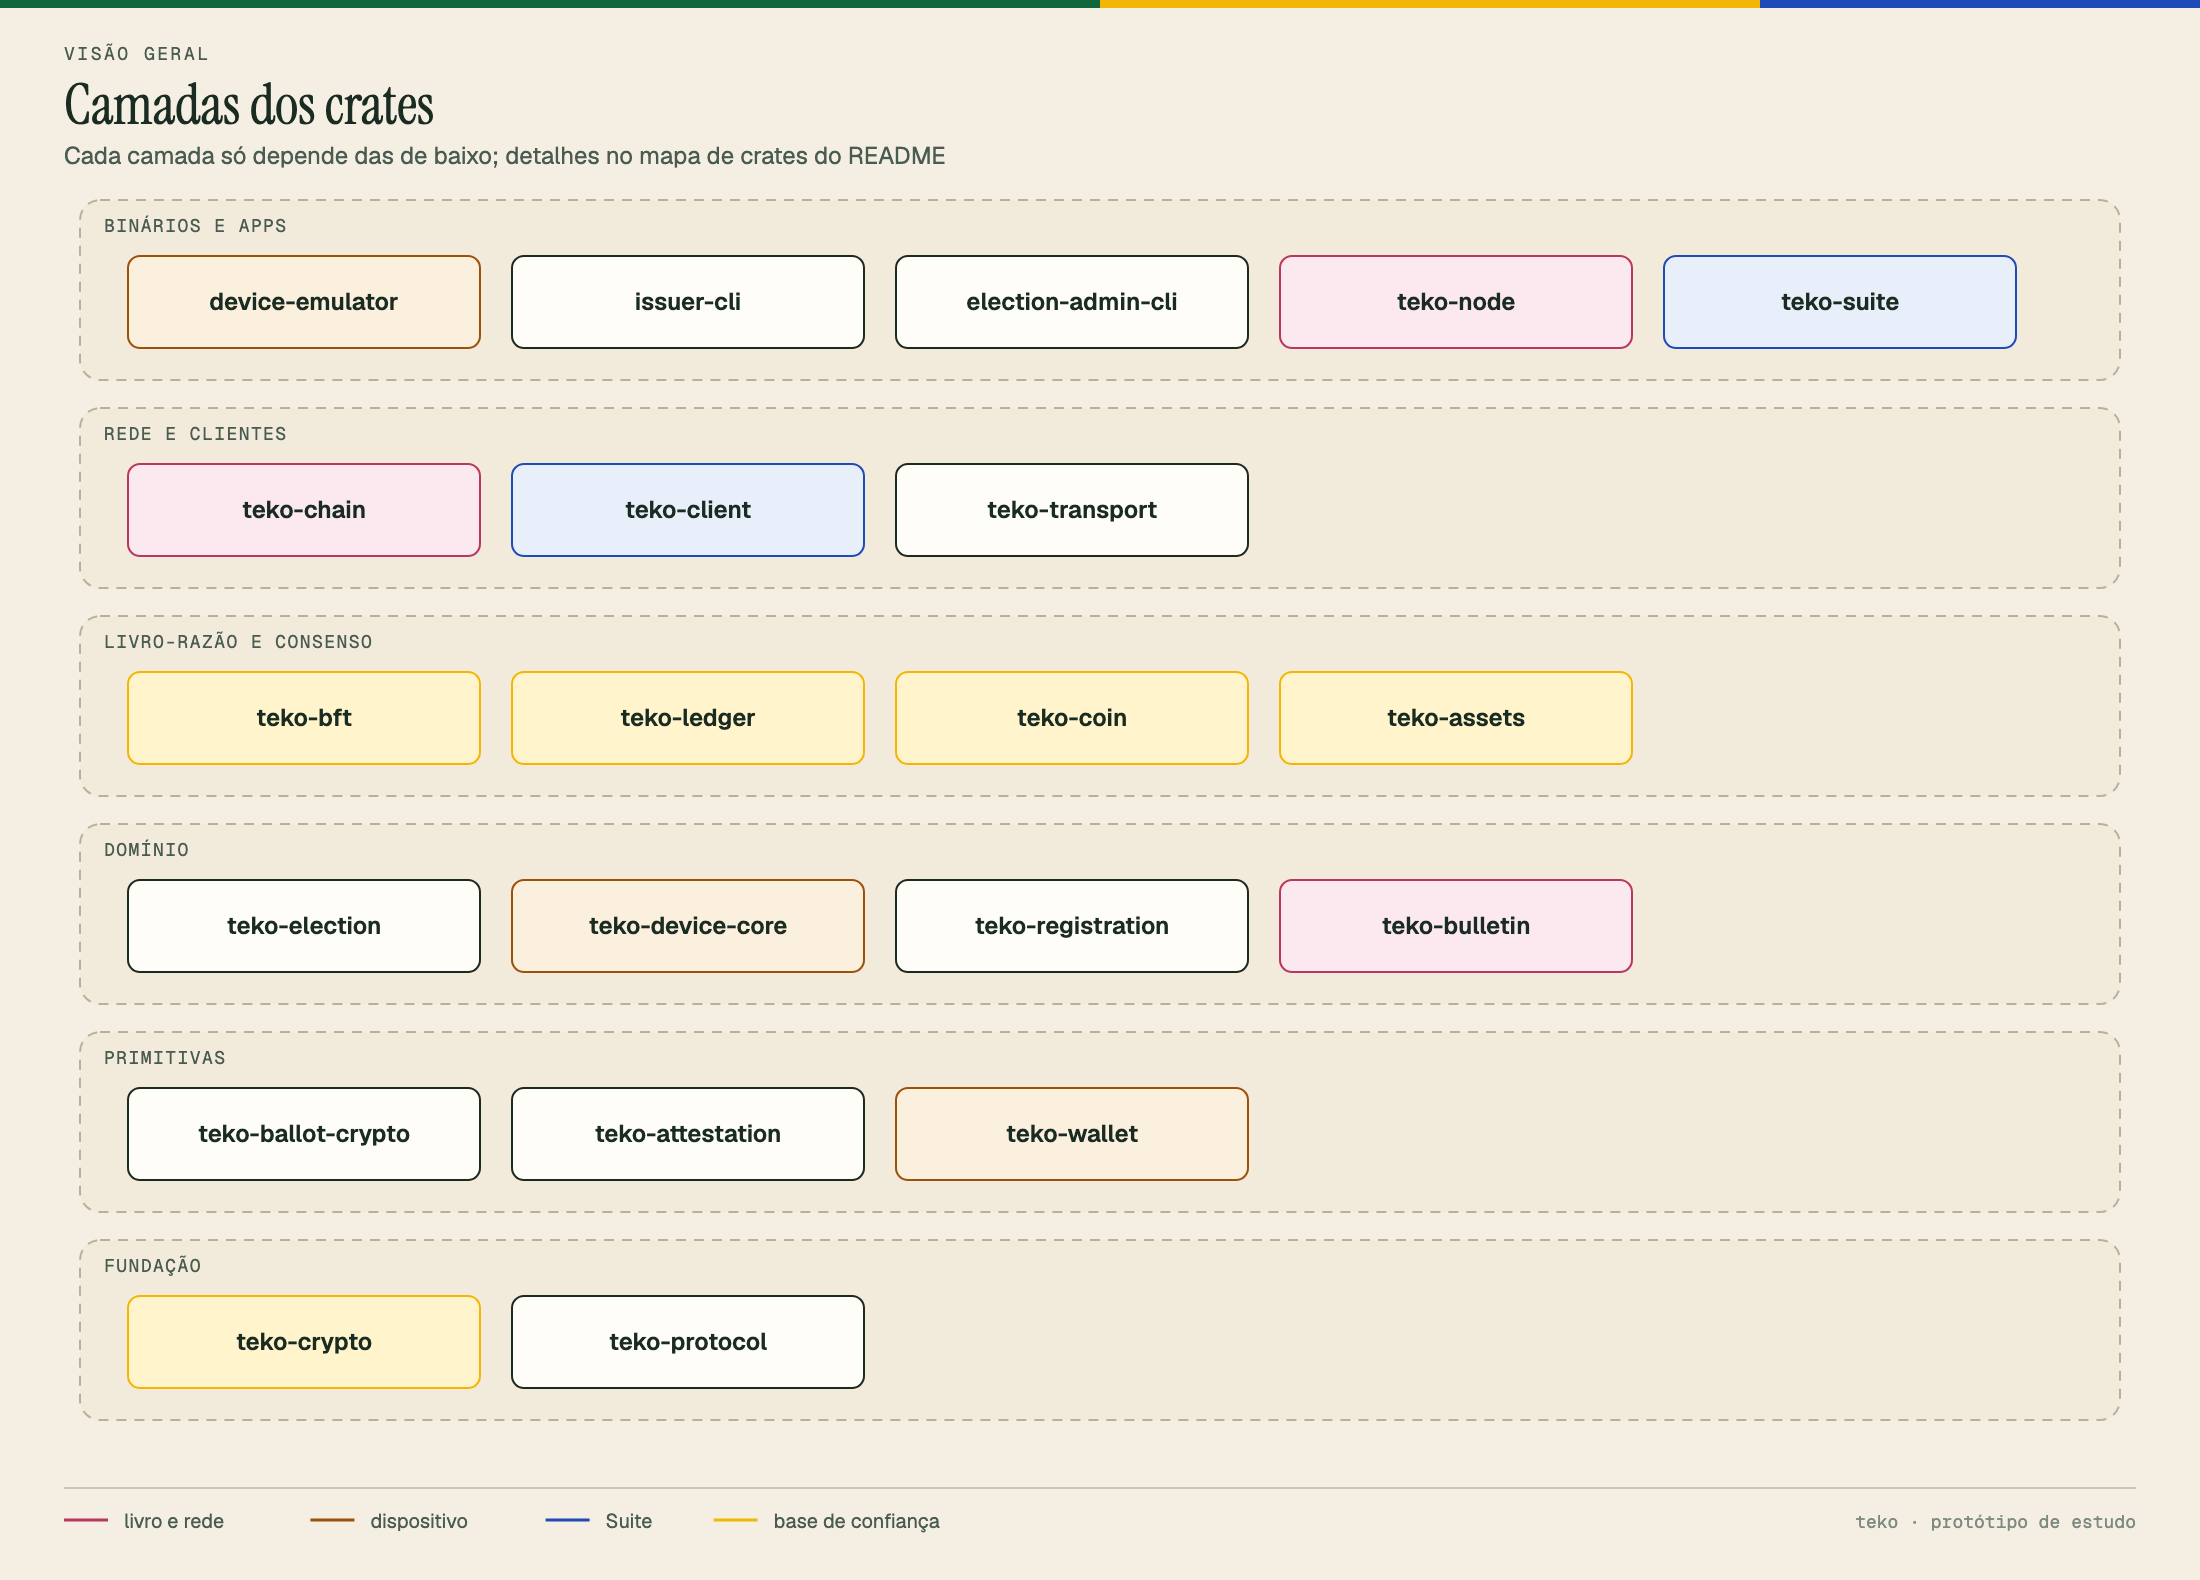 VISÃO GERAL
Camadas dos crates
Cada camada só depende das de baixo; detalhes no mapa de crates do README
BINÁRIOS E APPS
device-emulator
issuer-cli
election-admin-cli
teko-node
teko-suite
REDE E CLIENTES
teko-chain
teko-client
teko-transport
LIVRO-RAZÃO E CONSENSO
teko-bft
teko-ledger
teko-coin
teko-assets
DOMÍNIO
teko-election
teko-device-core
teko-registration
teko-bulletin
PRIMITIVAS
teko-ballot-crypto
teko-attestation
teko-wallet
FUNDAÇÃO
teko-crypto
teko-protocol
livro e rede
dispositivo
Suite
base de confiança
teko · protótipo de estudo